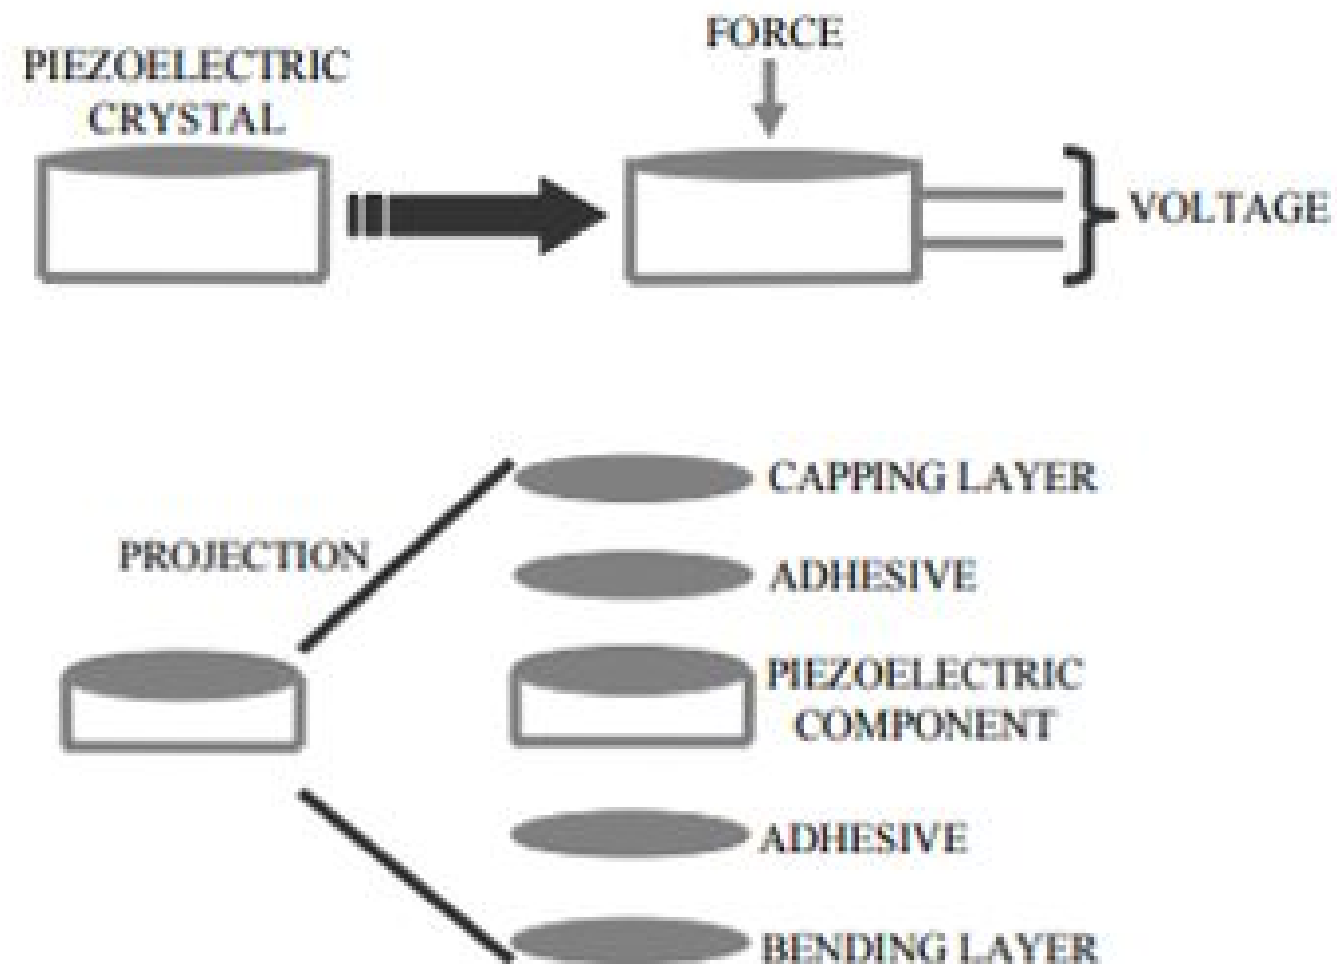 PIEZOELECTRIC
CRYSTAL
FORCE
VOLTAGE
PROJECTION
CAPPING LAYER
ADHESIVE
PIEZOELECTRIC
COMPONENT
ADHESIVE
BENDING LAYER